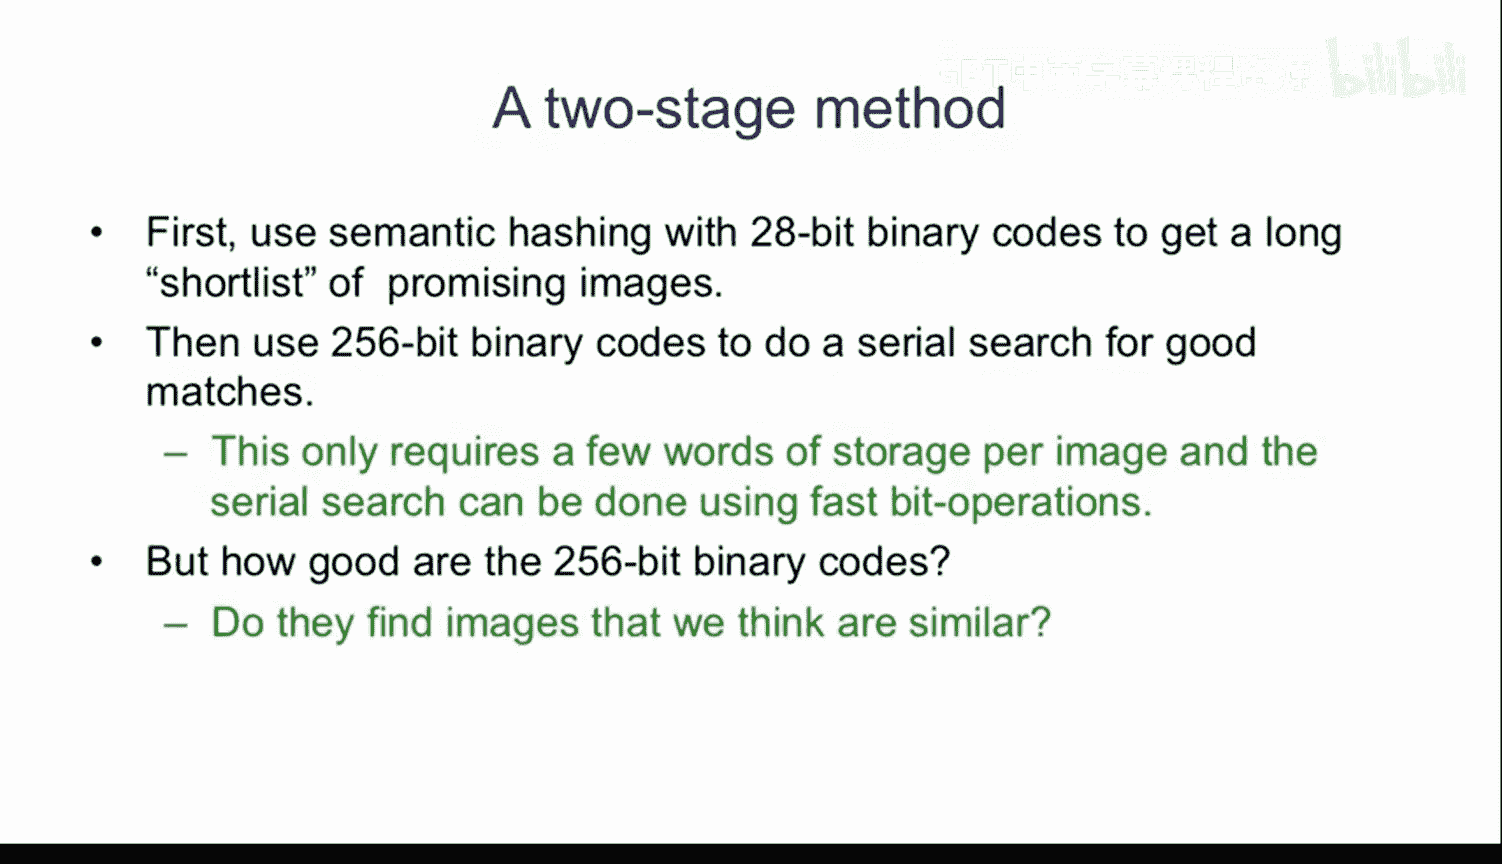 bilibili
A two-stage method
• First, use semantic hashing with 28-bit binary codes to get a long
“shortlist” of promising images.
• Then use 256-bit binary codes to do a serial search for good
matches.
– This only requires a few words of storage per image and the
serial search can be done using fast bit-operations.
• But how good are the 256-bit binary codes?
– Do they find images that we think are similar?